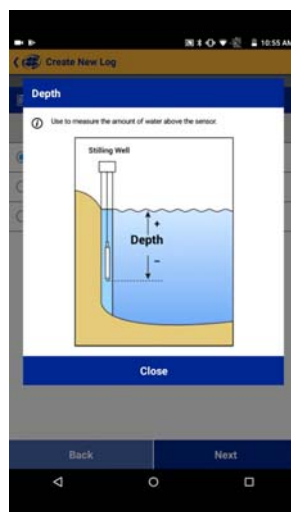 10:55 AM
Create New Log
Depth
Use to measure the amount of water above the sensor.
Stilling Well
+
Depth
–
Close
Back
Next